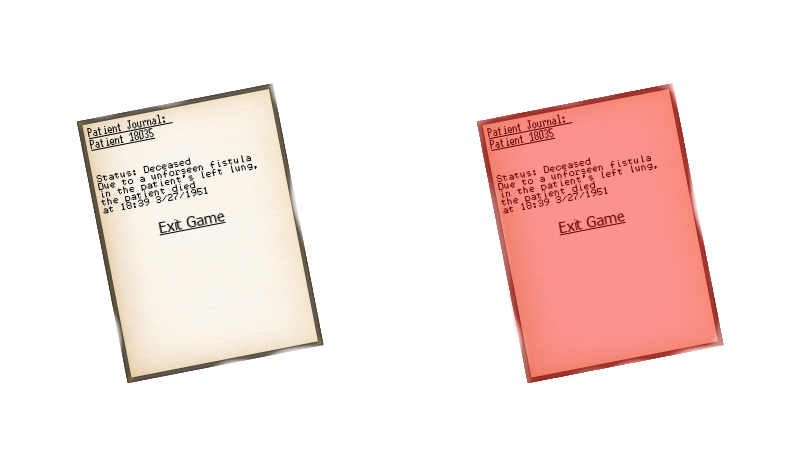 Patient Journal:
Patient 18035
Status: Deceased
Due to a unforseen fistula
in the patient's left lung,
the patient died
at 18:39 3/27/1951
Exit Game
Patient Journal:
Patient 18035
Status: Deceased
Due to a unforseen fistula
in the patient's left lung,
the patient died
at 18:39 3/27/1951
Exit Game